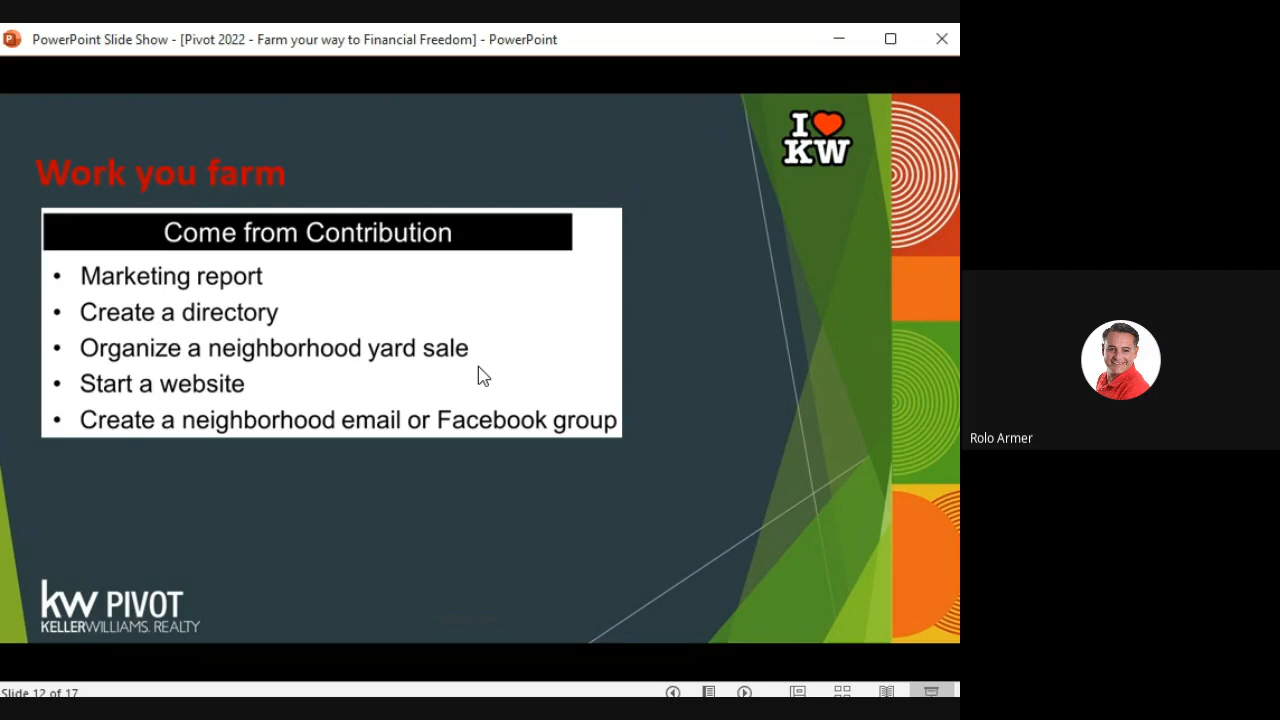 PowerPoint Slide Show - [Pivot 2022 - Farm your way to Financial Freedom] - PowerPoint
I
KW
Work you farm
Come from Contribution
• Marketing report
• Create a directory
• Organize a neighborhood yard sale
• Start a website
• Create a neighborhood email or Facebook group
Rolo Armer
kw PIVOT
KELLERWILLIAMS. REALTY
Slide 12 of 17